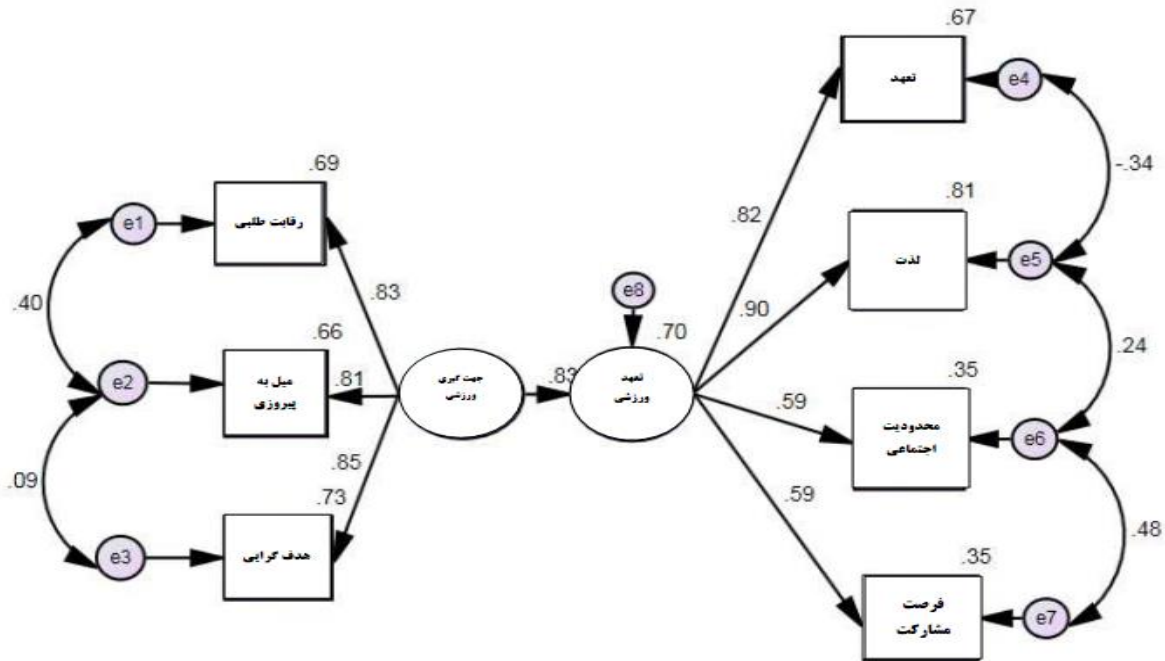 .67
تعهد
e4
-.34
.69
رقابت طلبی
e1
.82
.81
لذت
e5
.83
e8
.90
.40
.66
.70
.24
میل به
پیروزی
e2
.81
جهت گیری
ورزشی
.83
تعهد
ورزشی
.35
.59
محدودیت
اجتماعی
e6
.85
.09
.73
.59
.48
هدف گرایی
e3
.35
فرصت
مشارکت
e7